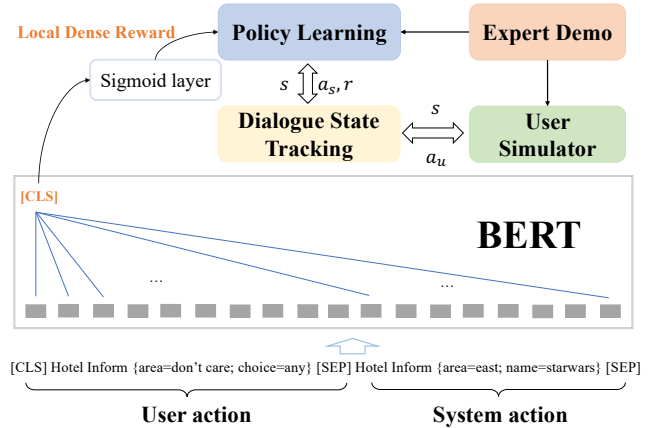 Local Dense Reward
Policy Learning
Expert Demo
Sigmoid layer
s
a_s, r
Dialogue State
Tracking
s
a_u
User
Simulator
[CLS]
BERT
...
...
[CLS] Hotel Inform {area=don't care; choice=any} [SEP] Hotel Inform {area=east; name=starwars} [SEP]
User action
System action